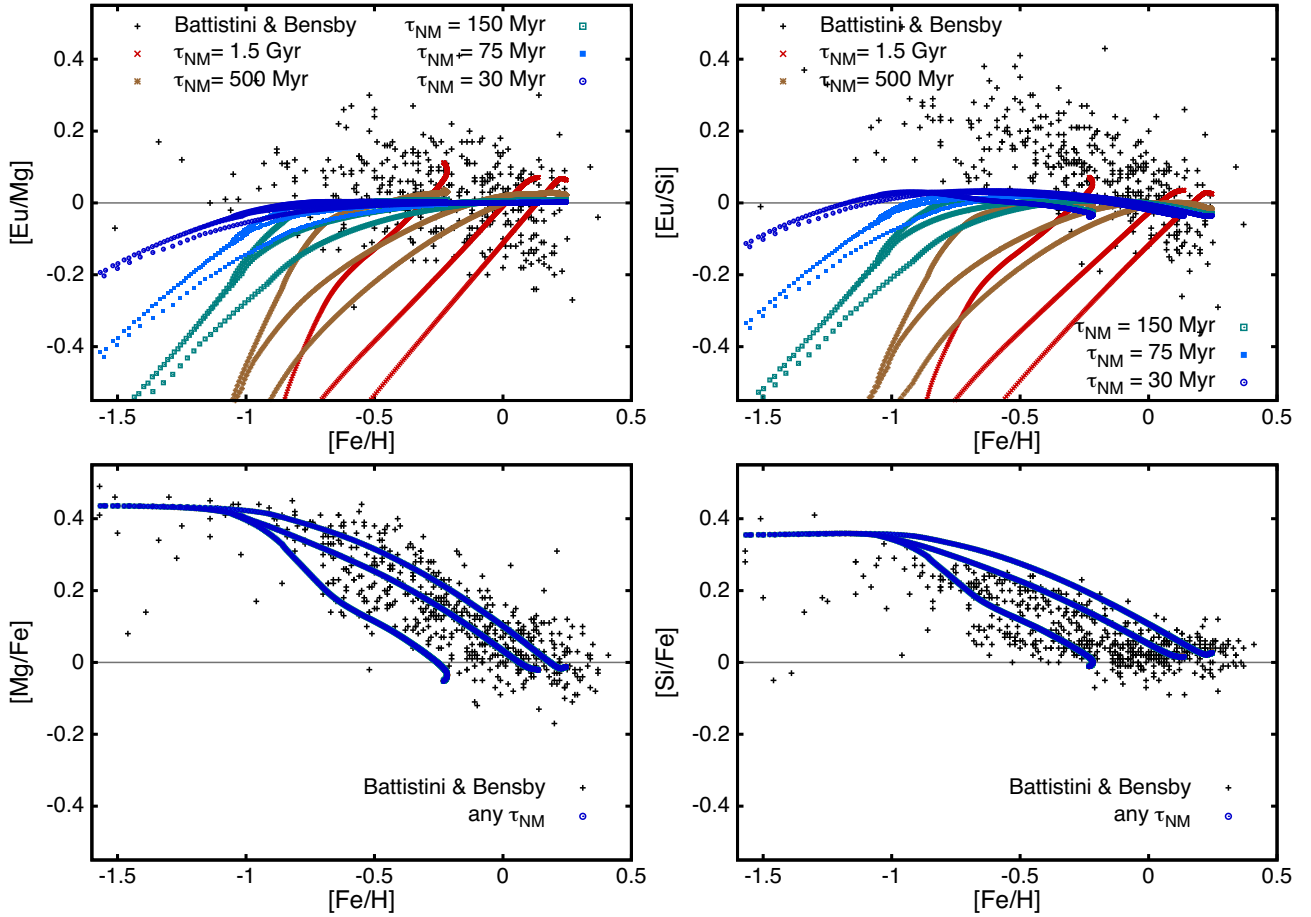 Battistini & Bensby
τNM= 1.5 Gyr
τNM= 500 Myr
τNM = 150 Myr
τNM = 75 Myr
τNM = 30 Myr
0.4
0.2
0
-0.2
-0.4
[Eu/Mg]
-1.5 -1 -0.5 0 0.5
[Fe/H]
Battistini & Bensby
τNM= 1.5 Gyr
τNM= 500 Myr
τNM = 150 Myr
τNM = 75 Myr
τNM = 30 Myr
0.4
0.2
0
-0.2
-0.4
[Eu/Si]
-1.5 -1 -0.5 0 0.5
[Fe/H]
0.4
0.2
0
-0.2
-0.4
[Mg/Fe]
Battistini & Bensby
any τNM
-1.5 -1 -0.5 0 0.5
[Fe/H]
0.4
0.2
0
-0.2
-0.4
[Si/Fe]
Battistini & Bensby
any τNM
-1.5 -1 -0.5 0 0.5
[Fe/H]